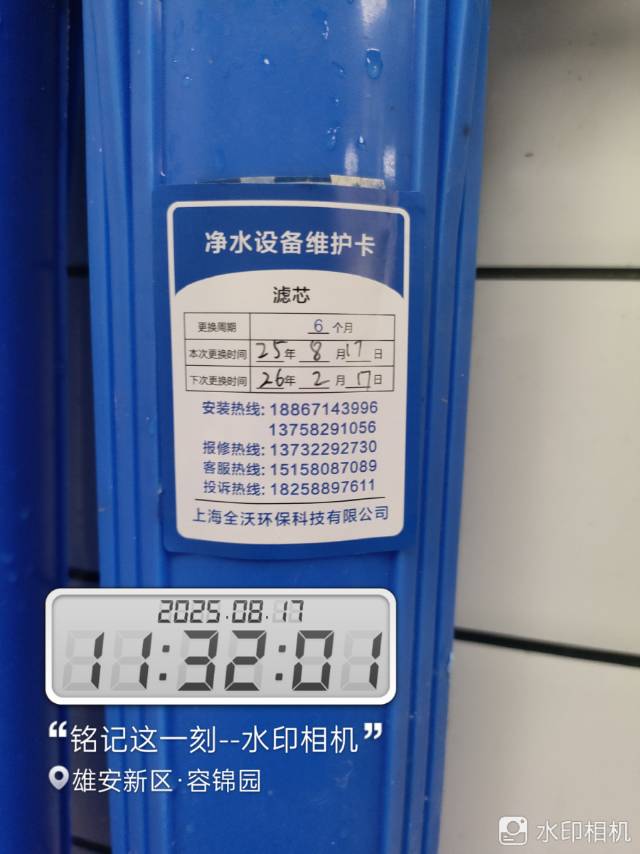 净水设备维护卡
滤芯
更换周期 6 个月
本次更换时间 25年 8月17日
下次更换时间 26年 2月17日
安装热线: 18867143996
13758291056
报修热线: 13732292730
客服热线: 15158087089
投诉热线: 18258897611
上海全沃环保科技有限公司
2025.08.17
11:32:01
“铭记这一刻--水印相机”
雄安新区·容锦园
水印相机